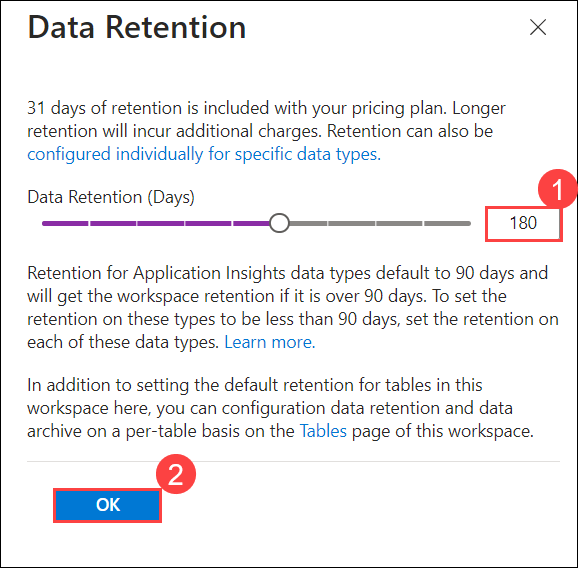 Data Retention
31 days of retention is included with your pricing plan. Longer
retention will incur additional charges. Retention can also be
configured individually for specific data types.
1
Data Retention (Days)
180
Retention for Application Insights data types default to 90 days and
will get the workspace retention if it is over 90 days. To set the
retention on these types to be less than 90 days, set the retention on
each of these data types. Learn more.
In addition to setting the default retention for tables in this
workspace here, you can configuration data retention and data
archive on a per-table basis on the Tables page of this workspace.
2
OK